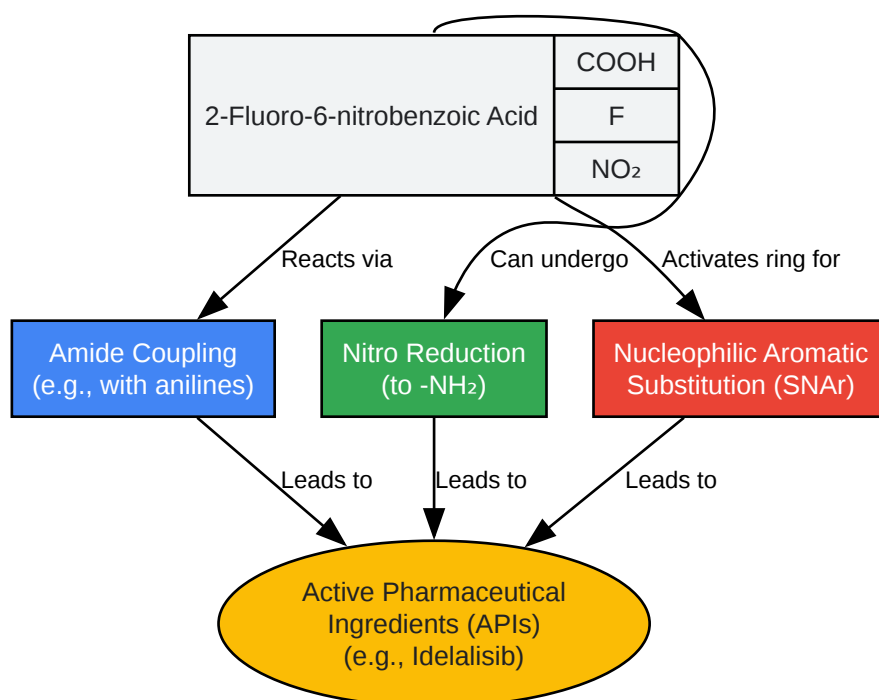 2-Fluoro-6-nitrobenzoic Acid
COOH
F
NO₂
Reacts via
Can undergo
Activates ring for
Amide Coupling
(e.g., with anilines)
Nitro Reduction
(to -NH₂)
Nucleophilic Aromatic
Substitution (SNAr)
Leads to
Leads to
Leads to
Active Pharmaceutical
Ingredients (APIs)
(e.g., Idelalisib)